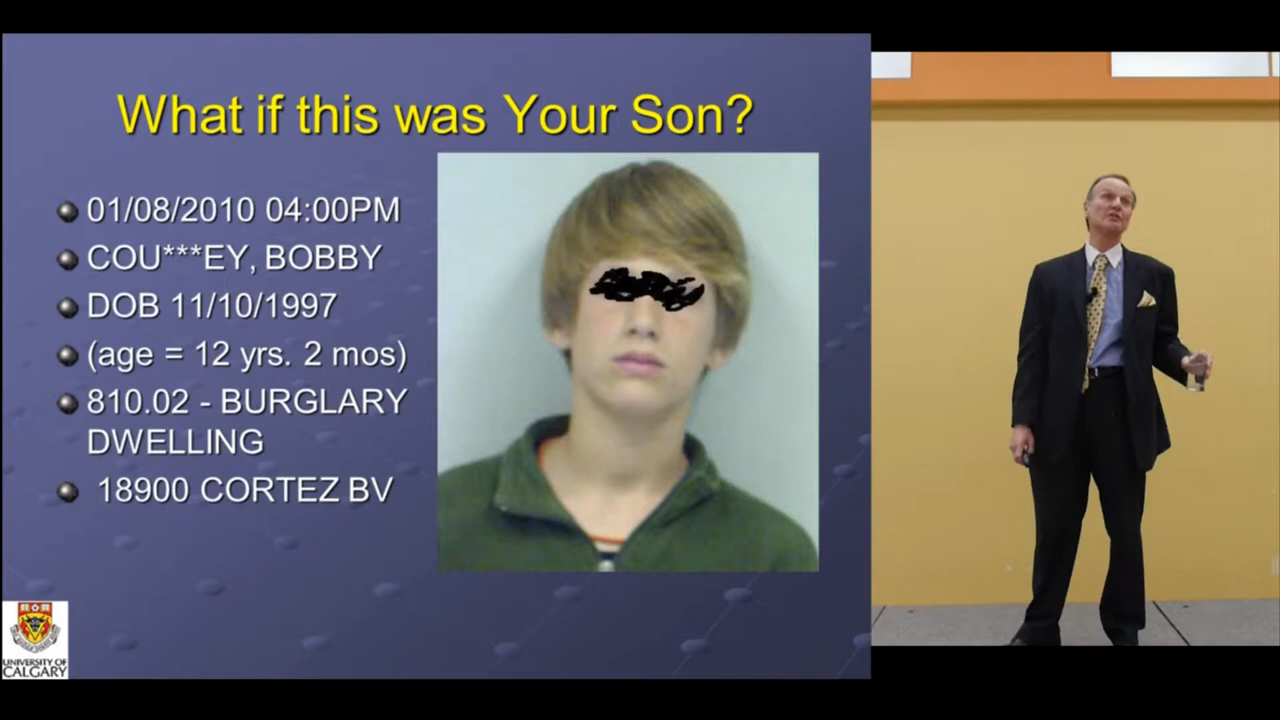 What if this was Your Son?
01/08/2010 04:00PM
COU***EY, BOBBY
DOB 11/10/1997
(age = 12 yrs. 2 mos)
810.02 - BURGLARY
DWELLING
18900 CORTEZ BV
UNIVERSITY OF
CALGARY